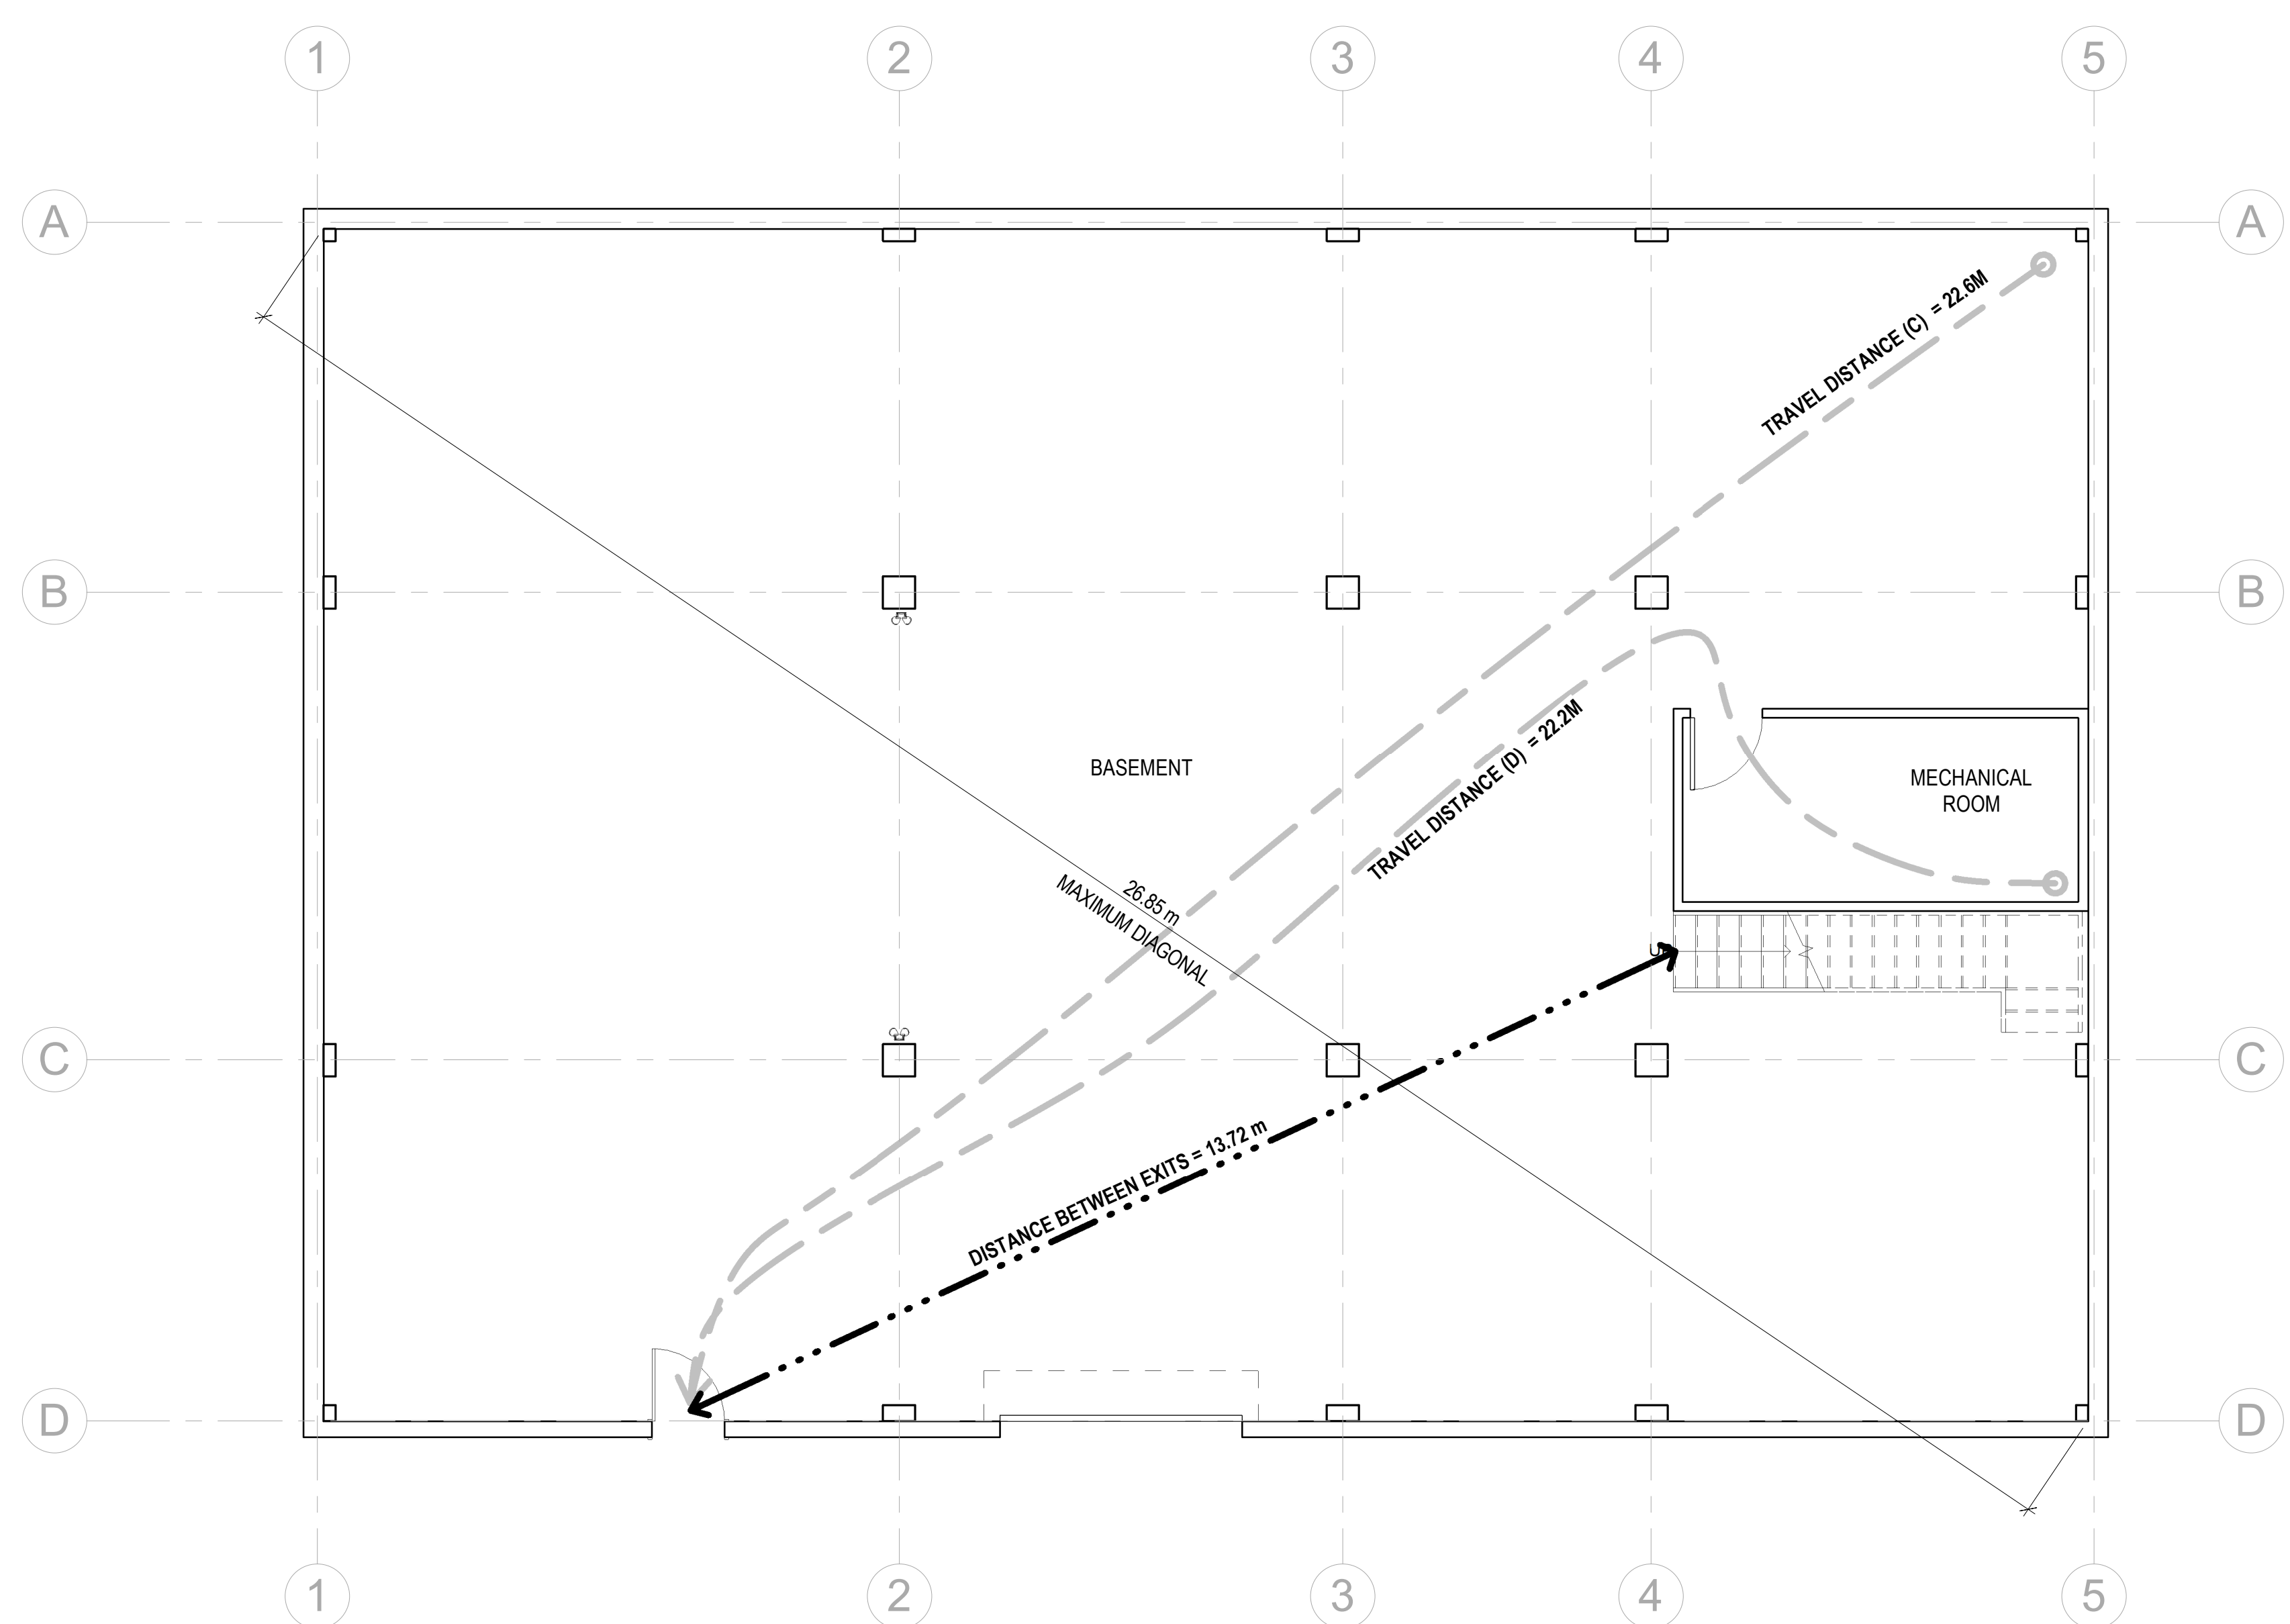 1
2
3
4
5
A
A
TRAVEL DISTANCE (C) = 22.6M
B
B
TRAVEL DISTANCE (D) = 22.2M
BASEMENT
MECHANICAL
ROOM
26.85 m
MAXIMUM DIAGONAL
C
C
DISTANCE BETWEEN EXITS = 13.72 m
D
D
1
2
3
4
5